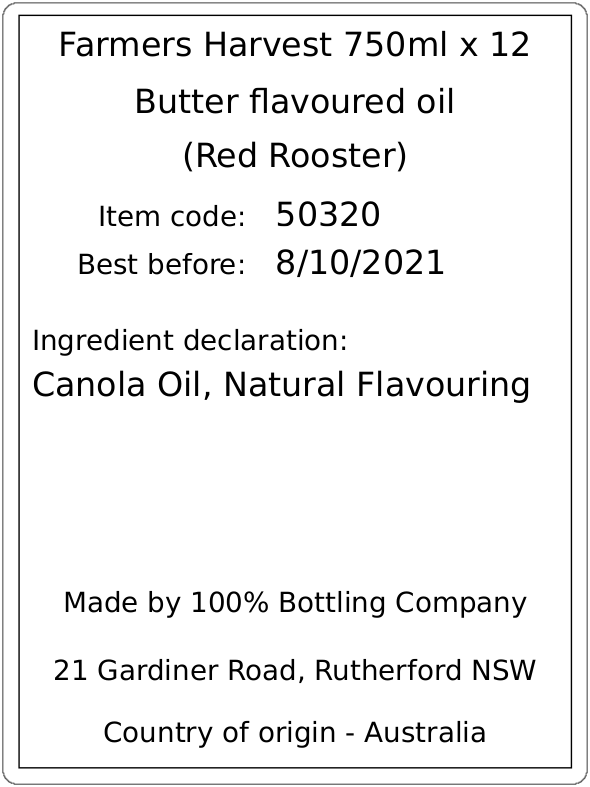 Farmers Harvest 750ml x 12
Butter flavoured oil
(Red Rooster)
Item code: 50320
Best before: 8/10/2021
Ingredient declaration:
Canola Oil, Natural Flavouring
Made by 100% Bottling Company
21 Gardiner Road, Rutherford NSW
Country of origin - Australia